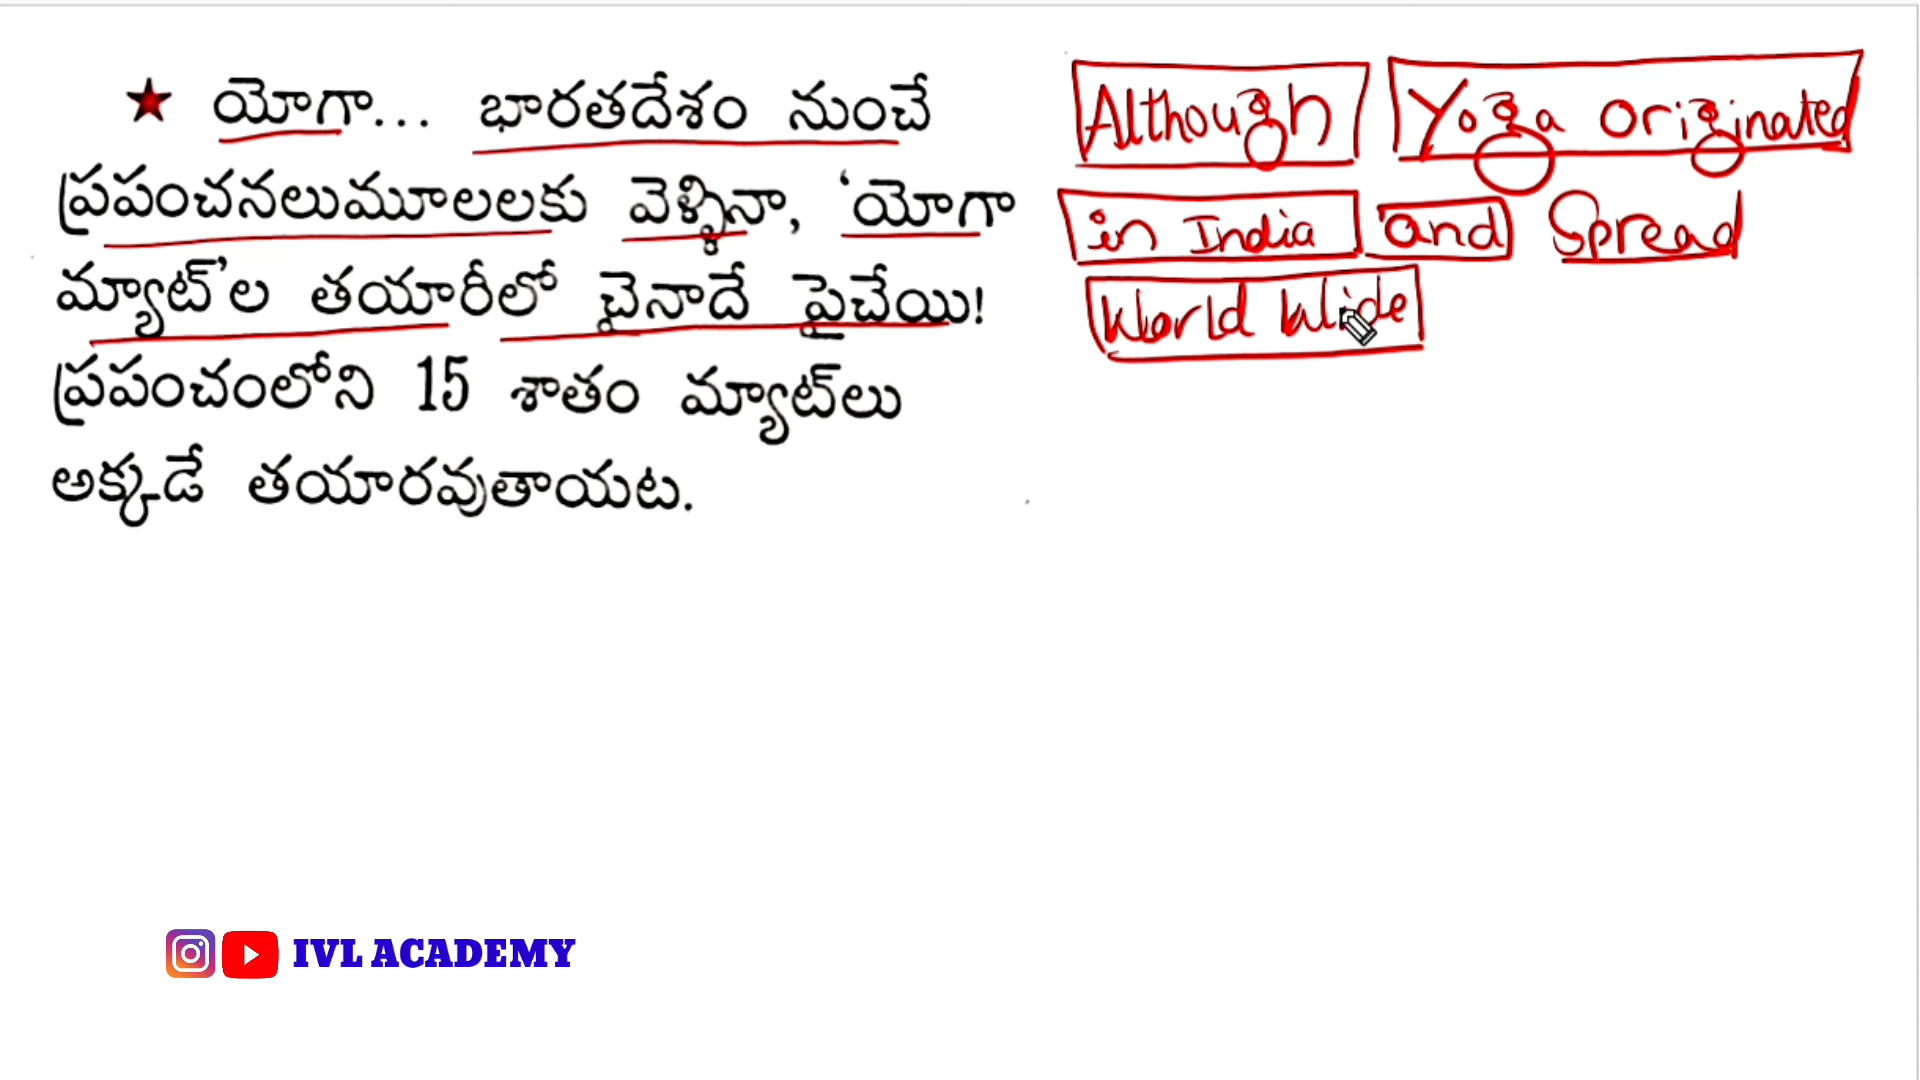 ★ యోగా... భారతదేశం నుంచే
ప్రపంచనలుమూలలకు వెళ్ళినా, ‘యోగా
మ్యాట్’ల తయారీలో చైనాదే పైచేయి!
ప్రపంచంలోని 15 శాతం మ్యాట్‌లు
అక్కడే తయారవుతాయట.
Although Yoga originated
in India and Spread
World Wide
IVL ACADEMY